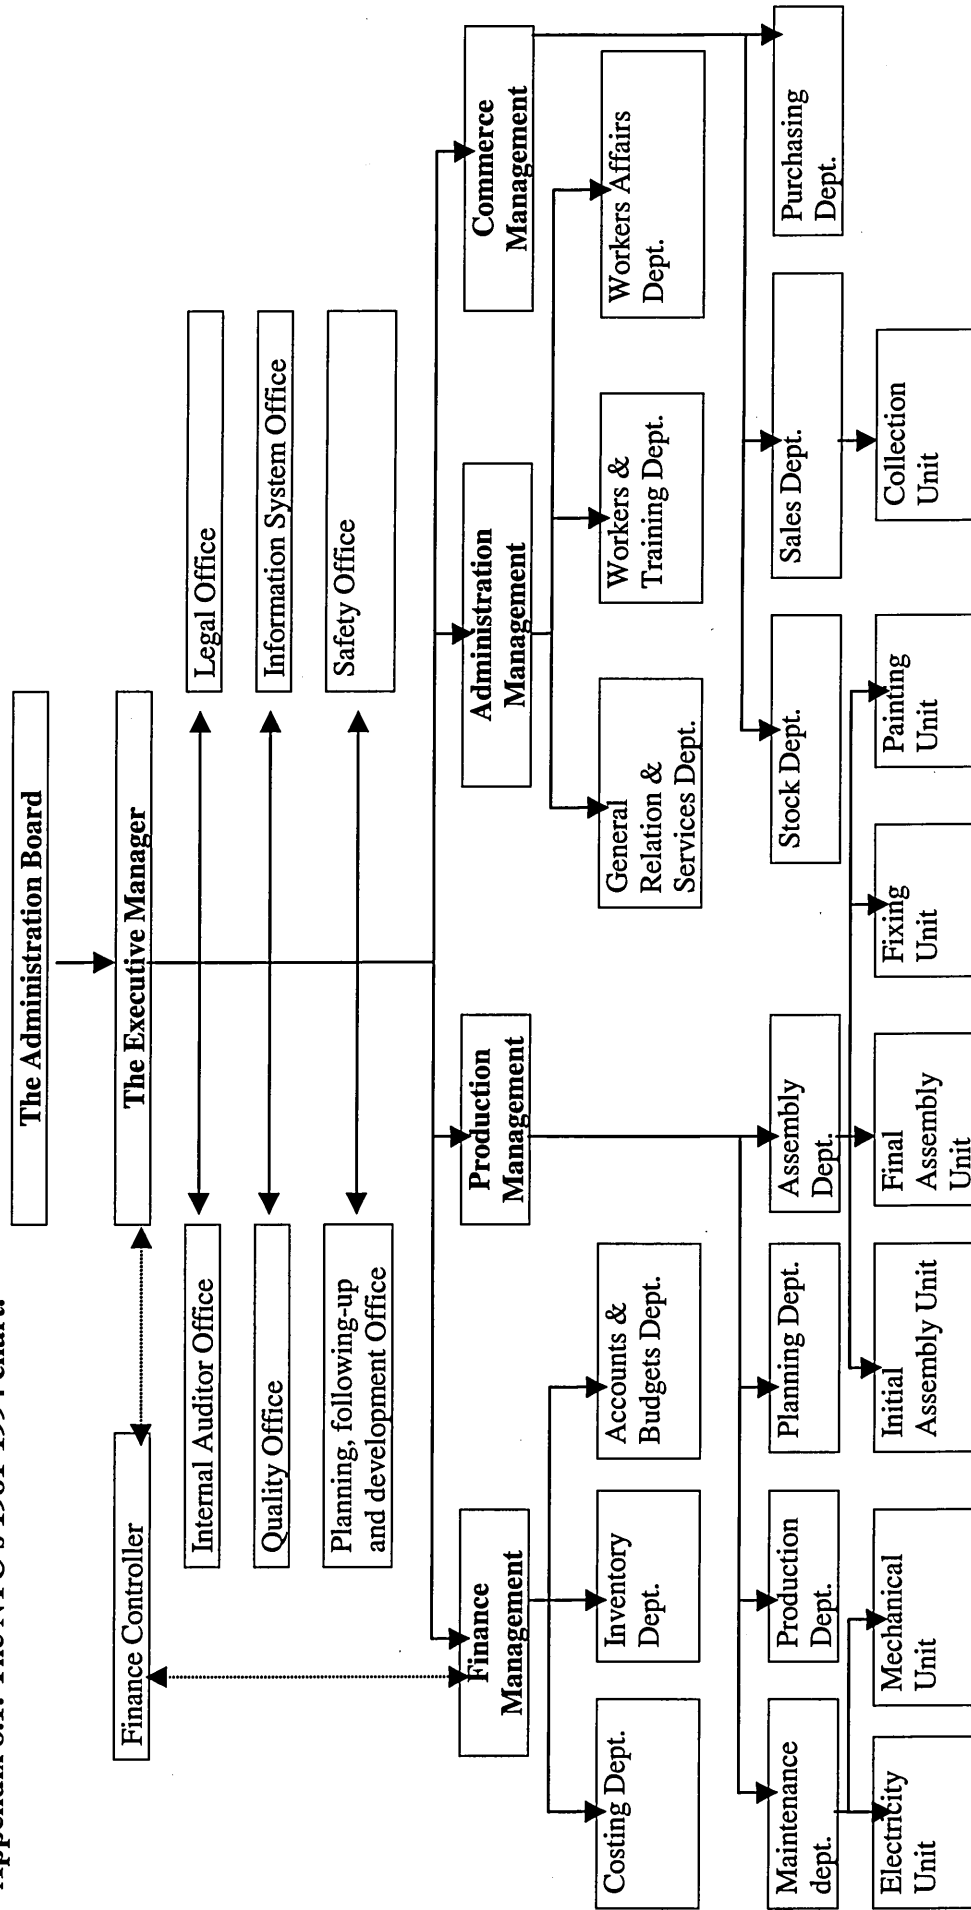 Appendix The chart.
The Administration Board
The Executive Manager
Finance Controller
Internal Auditor Office
Legal Office
Quality Office
Information System Office
Planning, following-up
and development Office
Safety Office
Finance
Management
Production
Management
Administration
Management
Commerce
Management
Costing Dept.
Inventory
Dept.
Accounts &
Budgets Dept.
General
Relation &
Services Dept.
Workers &
Training Dept.
Workers Affairs
Dept.
Maintenance
dept.
Production
Dept.
Planning Dept.
Assembly
Dept.
Stock Dept.
Sales Dept.
Purchasing
Dept.
Electricity
Unit
Mechanical
Unit
Initial
Assembly Unit
Final
Assembly
Unit
Fixing
Unit
Painting
Unit
Collection
Unit